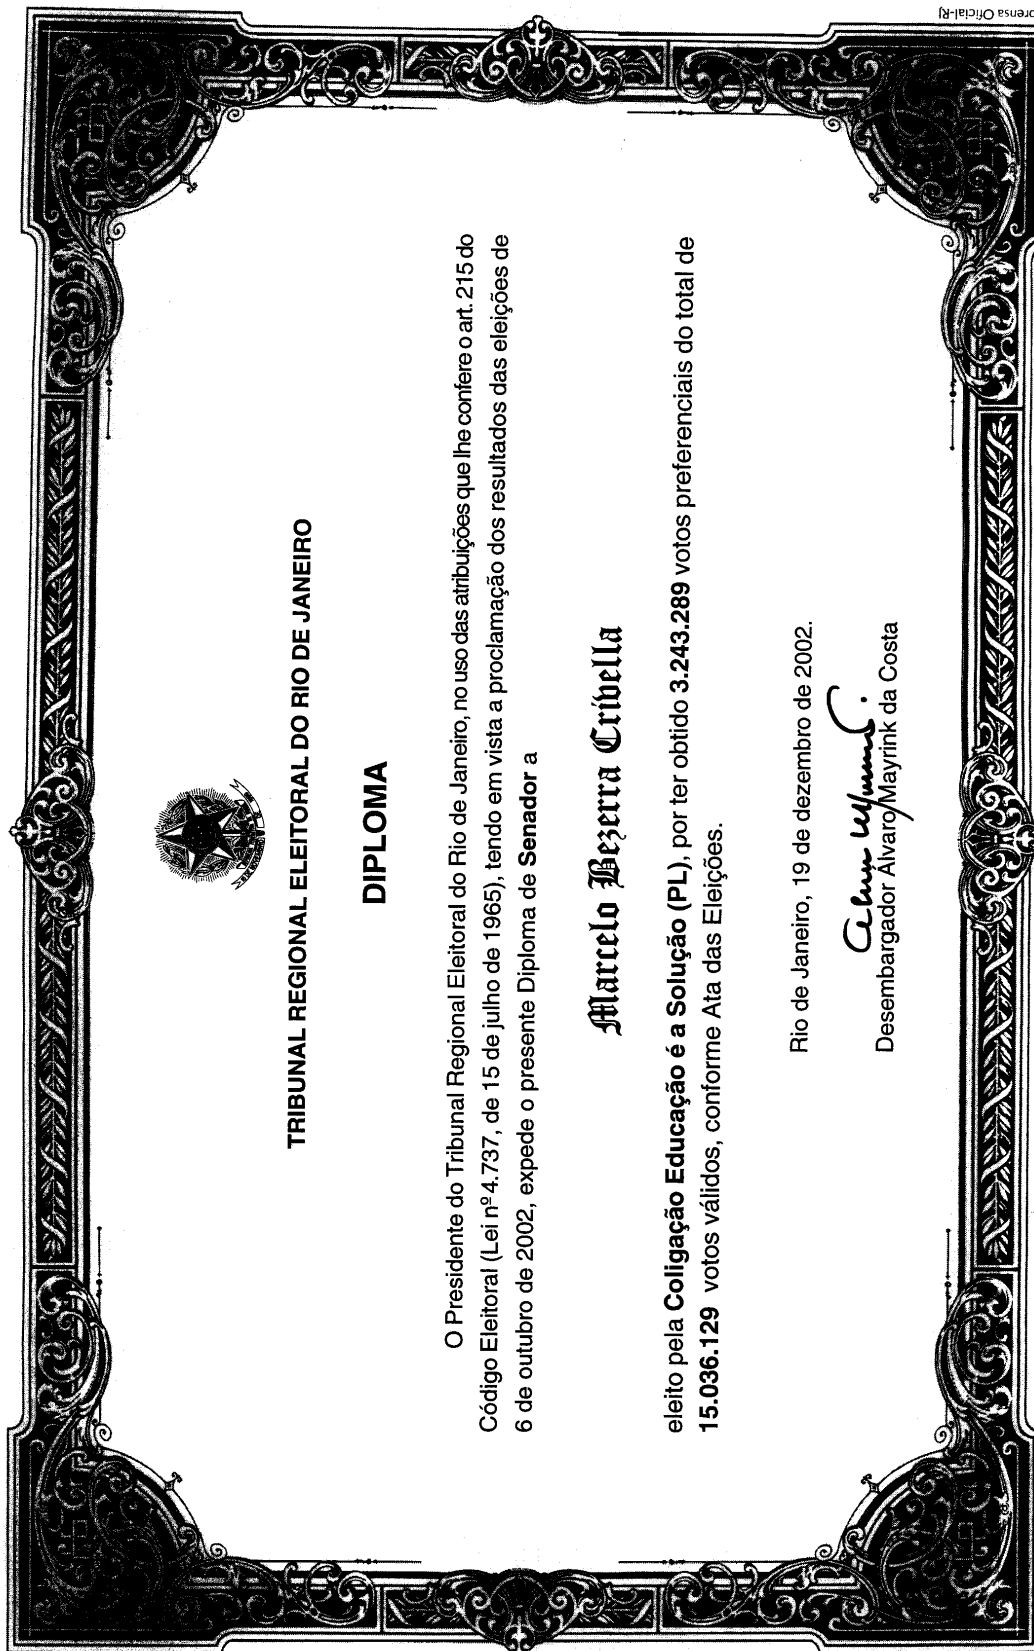 TRIBUNAL REGIONAL ELEITORAL DO RIO DE JANEIRO
DIPLOMA
O Presidente do Tribunal Regional Eleitoral do Rio de Janeiro, no uso das atribuições que lhe confere o art. 215 do
Código Eleitoral (Lei nº 4.737, de 15 de julho de 1965), tendo em vista a proclamação dos resultados das eleições de
6 de outubro de 2002, expede o presente Diploma de Senador a
Marcelo Bezerra Crivella
eleito pela Coligação Educação é a Solução (PL), por ter obtido 3.243.289 votos preferenciais do total de
15.036.129 votos válidos, conforme Ata das Eleições.
Rio de Janeiro, 19 de dezembro de 2002.
Desembargador Álvaro Mayrink da Costa
Oficial-RJ